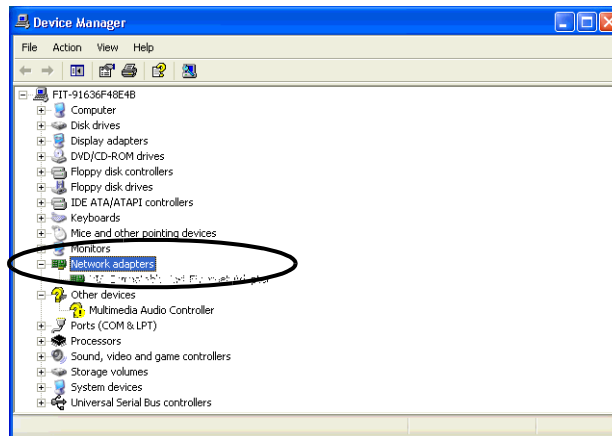 Device Manager
File Action View Help
FIT-91636F48E4B
Computer
Disk drives
Display adapters
DVD/CD-ROM drives
Floppy disk controllers
Floppy disk drives
IDE ATA/ATAPI controllers
Keyboards
Mice and other pointing devices
Monitors
Network adapters
Other devices
Multimedia Audio Controller
Ports (COM & LPT)
Processors
Sound, video and game controllers
Storage volumes
System devices
Universal Serial Bus controllers